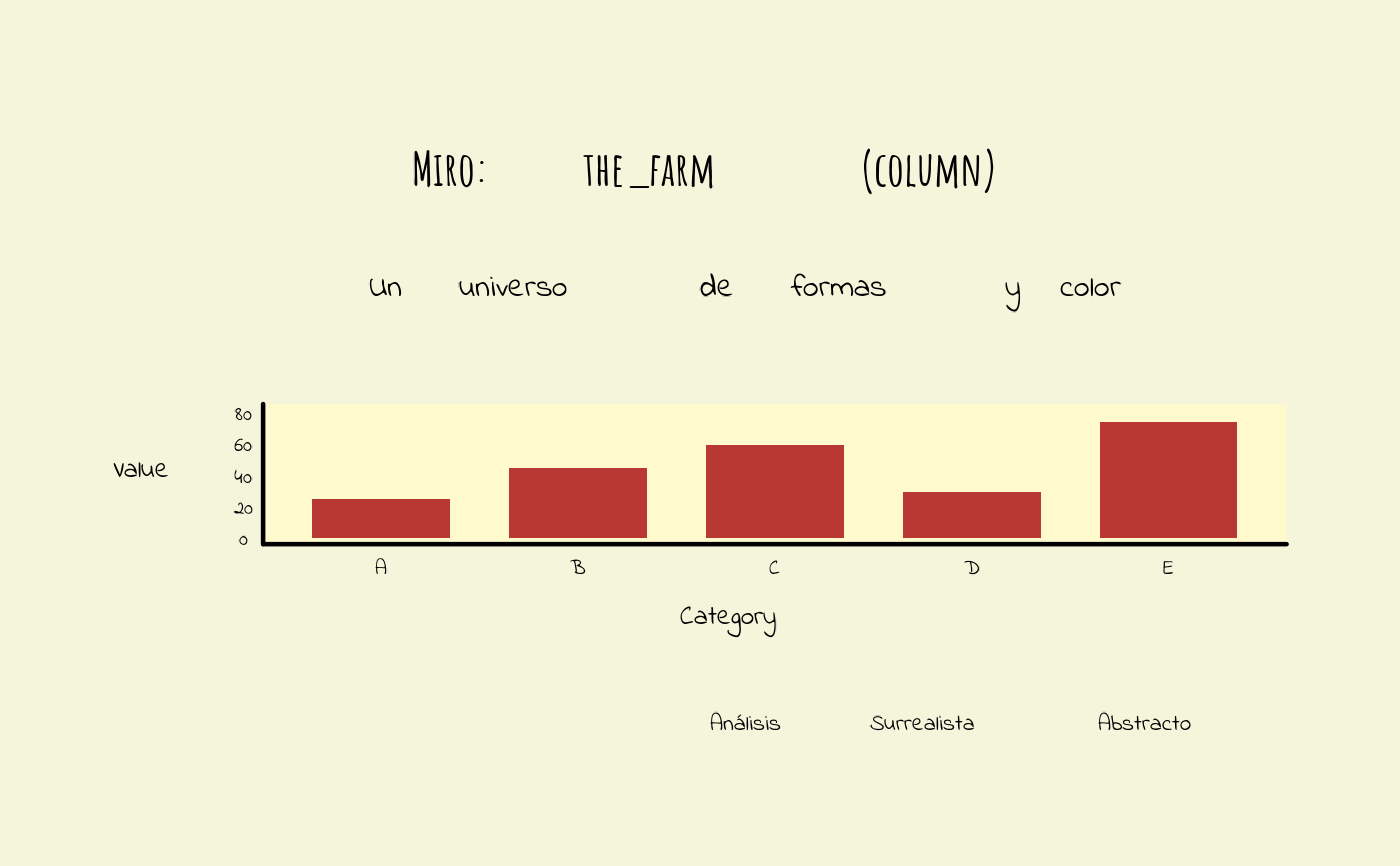 Miro: the_farm (column)
Un universo de formas y color
80
60
Value
40
20
0
A B C D E
Category
Análisis Surrealista Abstracto